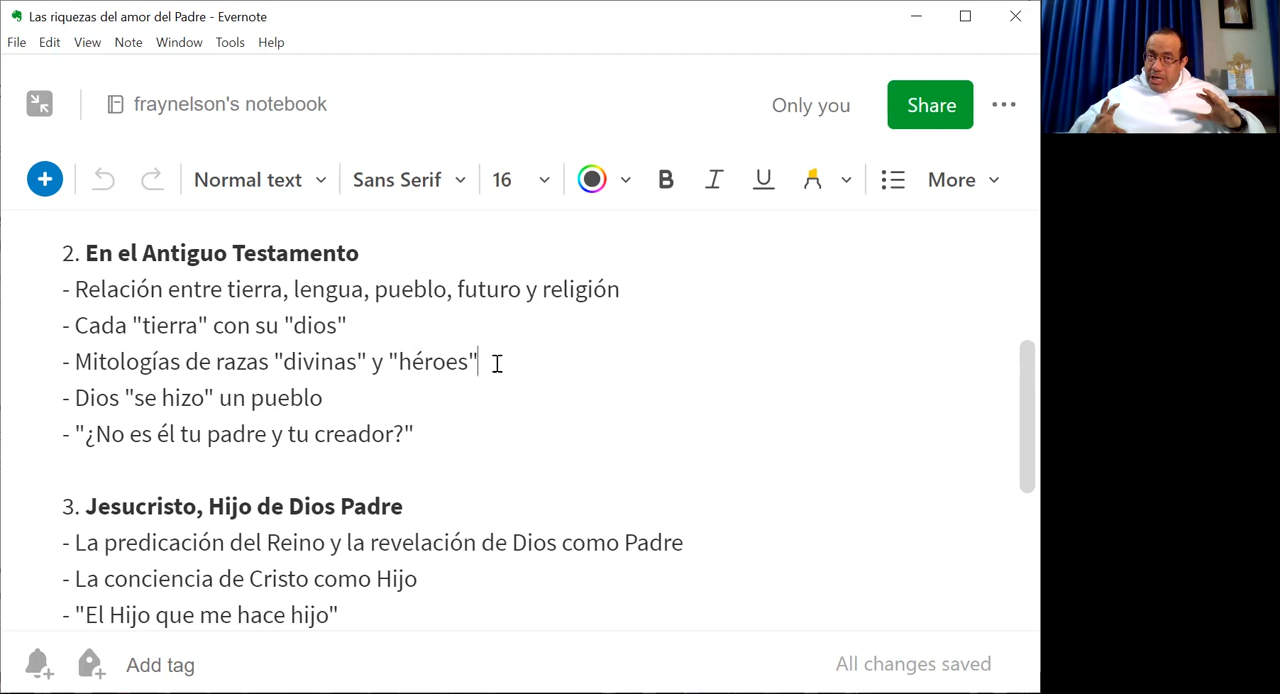 Las riquezas del amor del Padre - Evernote
File Edit View Note Window Tools Help
fraynelson's notebook
Only you
Share
Normal text
Sans Serif
16
B I U
More
2. En el Antiguo Testamento
- Relación entre tierra, lengua, pueblo, futuro y religión
- Cada "tierra" con su "dios"
- Mitologías de razas "divinas" y "héroes"
- Dios "se hizo" un pueblo
- "¿No es él tu padre y tu creador?"
3. Jesucristo, Hijo de Dios Padre
- La predicación del Reino y la revelación de Dios como Padre
- La conciencia de Cristo como Hijo
- "El Hijo que me hace hijo"
Add tag
All changes saved